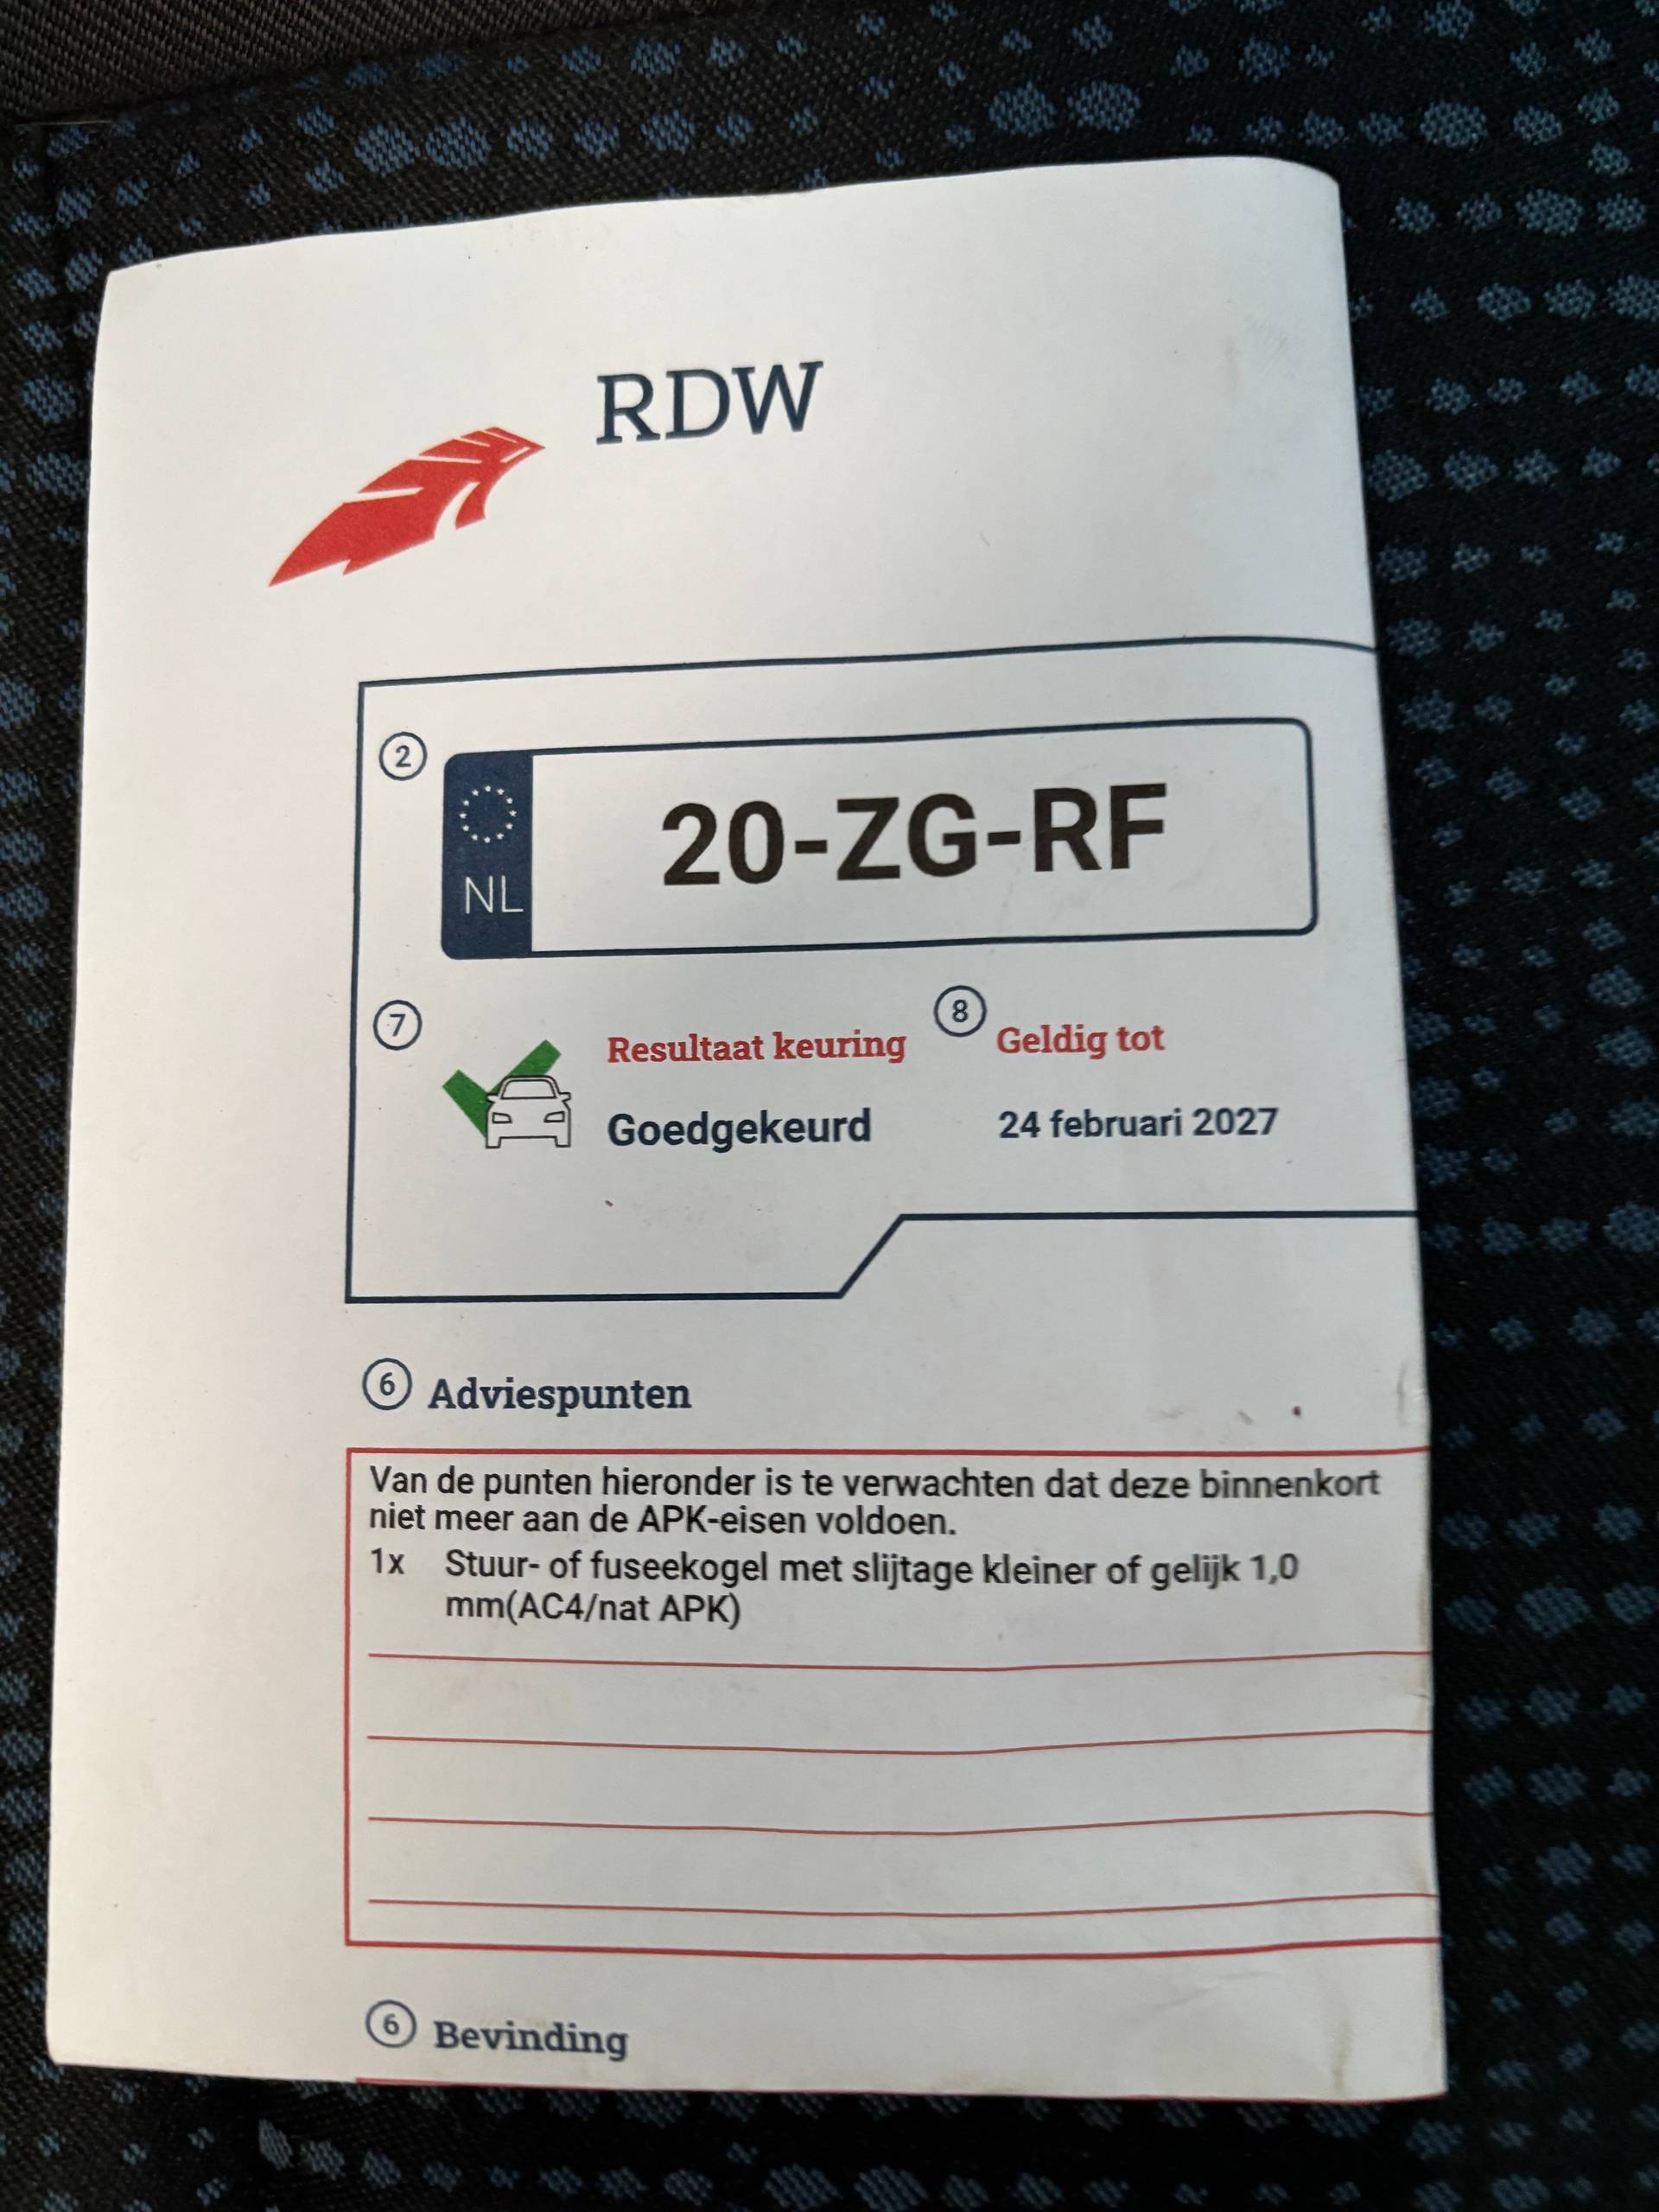 RDW
2
NL
20-ZG-RF
7
Resultaat keuring
8
Geldig tot
Goedgekeurd
24 februari 2027
6 Adviespunten
Van de punten hieronder is te verwachten dat deze binnenkort
niet meer aan de APK-eisen voldoen.
1x Stuur- of fuseekogel met slijtage kleiner of gelijk 1,0
mm(AC4/nat APK)
6 Bevinding